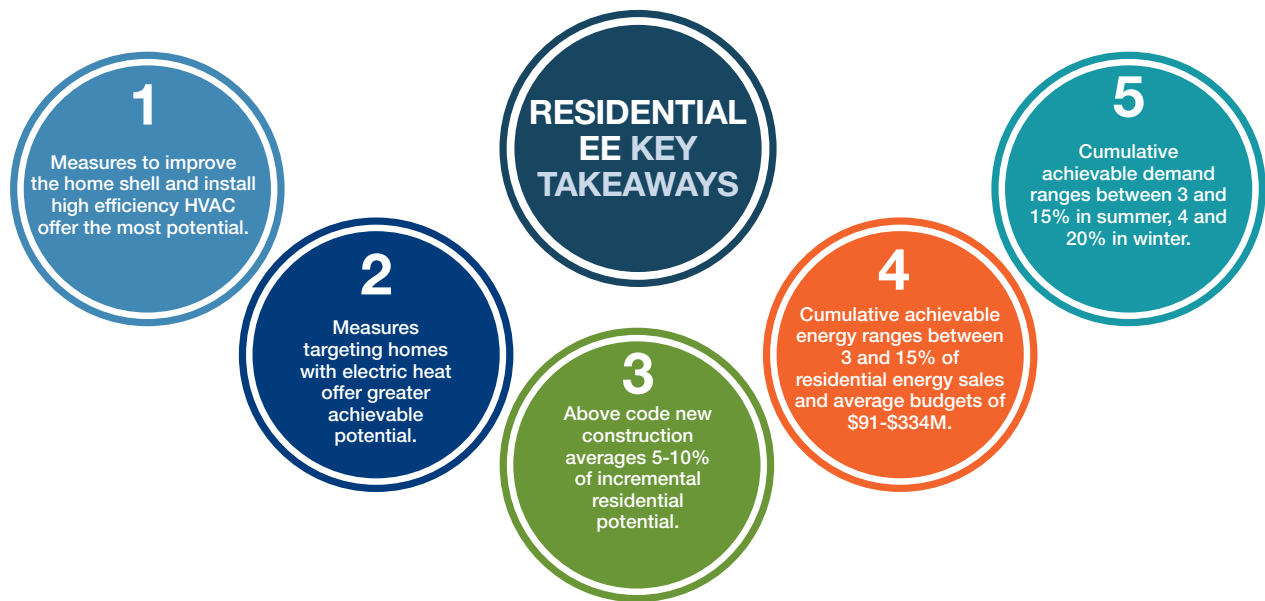 RESIDENTIAL
EE KEY
TAKEAWAYS
1
Measures to improve
the home shell and install
high efficiency HVAC
offer the most potential.
2
Measures
targeting homes
with electric heat
offer greater
achievable
potential.
3
Above code new
construction
averages 5-10%
of incremental
residential
potential.
4
Cumulative achievable
energy ranges between
3 and 15% of
residential energy sales
and average budgets of
$91-$334M.
5
Cumulative
achievable demand
ranges between 3 and
15% in summer, 4 and
20% in winter.